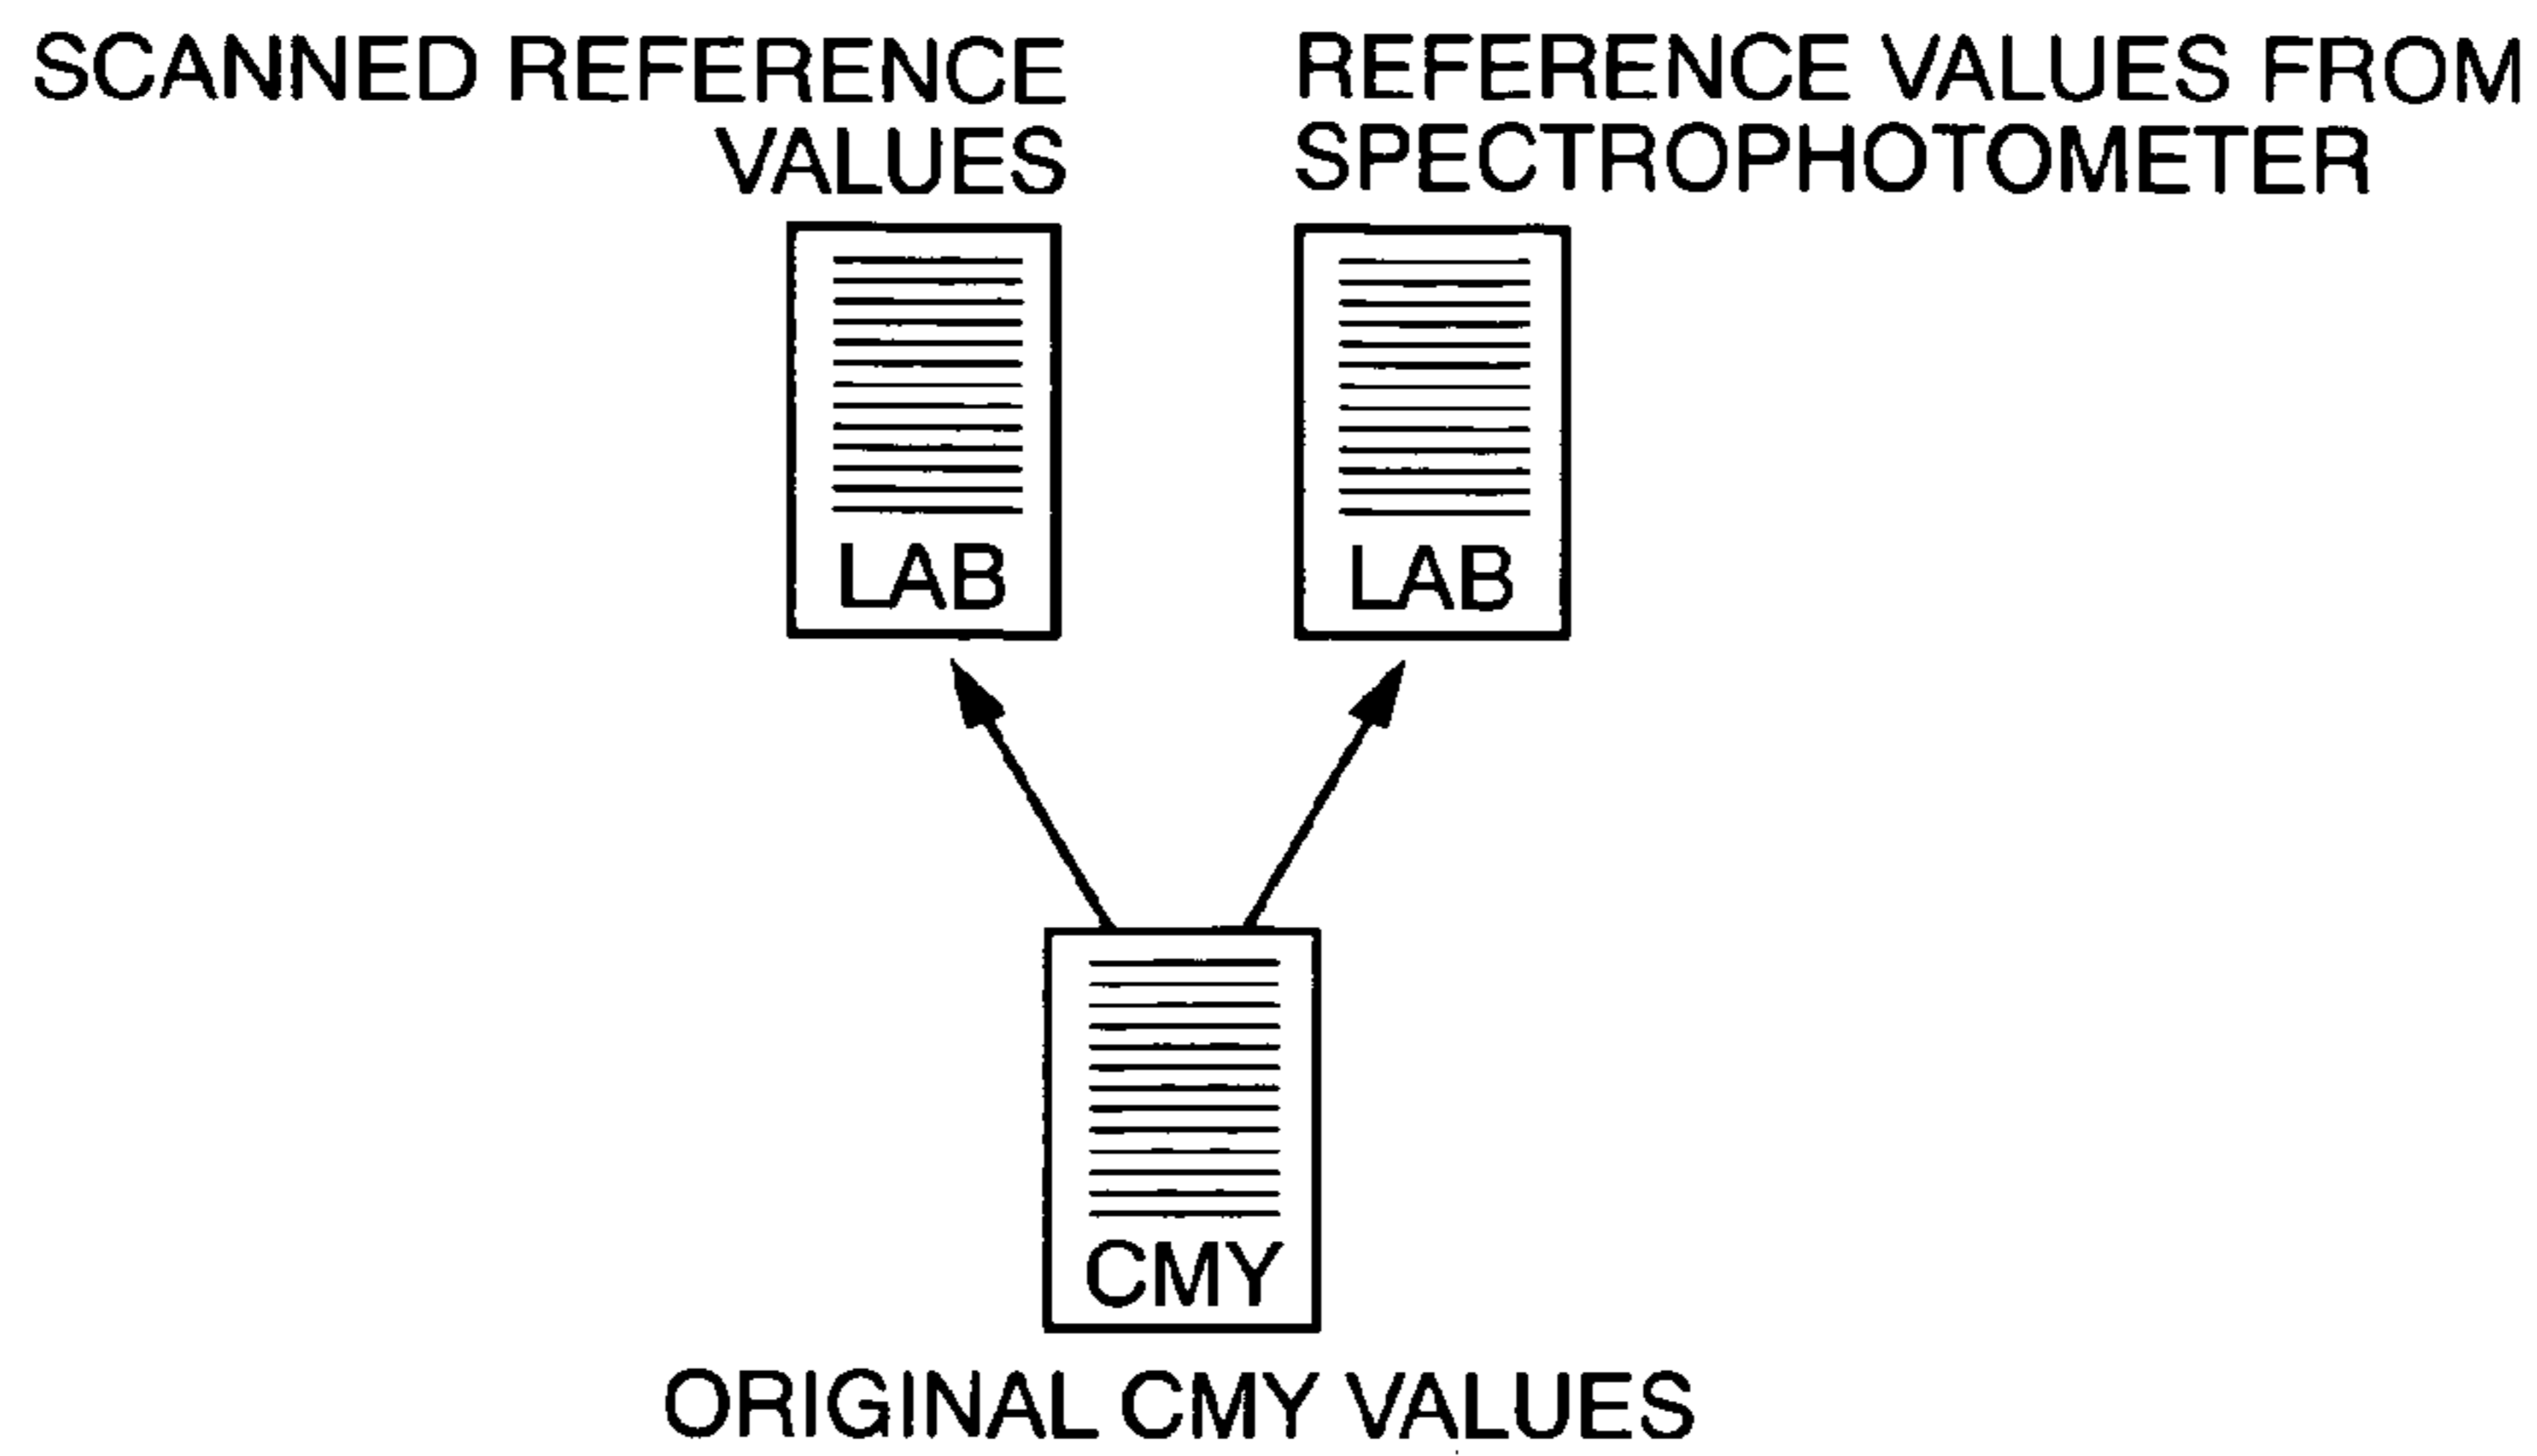 SCANNED REFERENCE
VALUES
REFERENCE VALUES FROM
SPECTROPHOTOMETER
LAB
LAB
CMY
ORIGINAL CMY VALUES